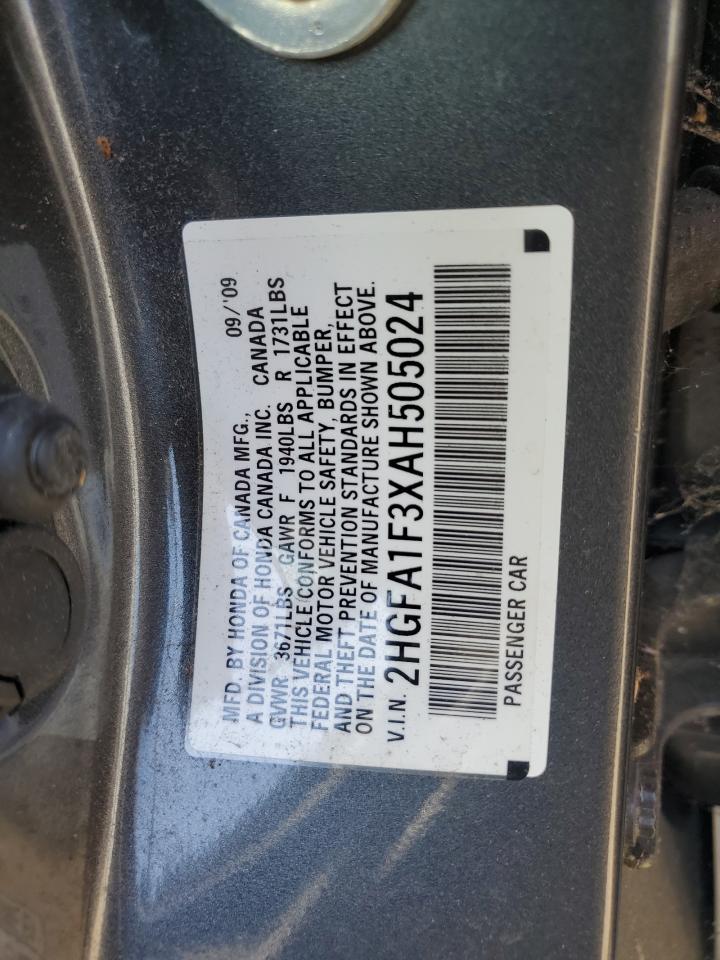 MFD. BY HONDA OF CANADA MFG., 09/'09
A DIVISION OF HONDA CANADA INC. CANADA
GVWR 3671LBS GAWR F 1940LBS R 1731LBS
THIS VEHICLE CONFORMS TO ALL APPLICABLE
FEDERAL MOTOR VEHICLE SAFETY, BUMPER,
AND THEFT PREVENTION STANDARDS IN EFFECT
ON THE DATE OF MANUFACTURE SHOWN ABOVE.
V.I.N. 2HGFA1F3XAH505024
PASSENGER CAR